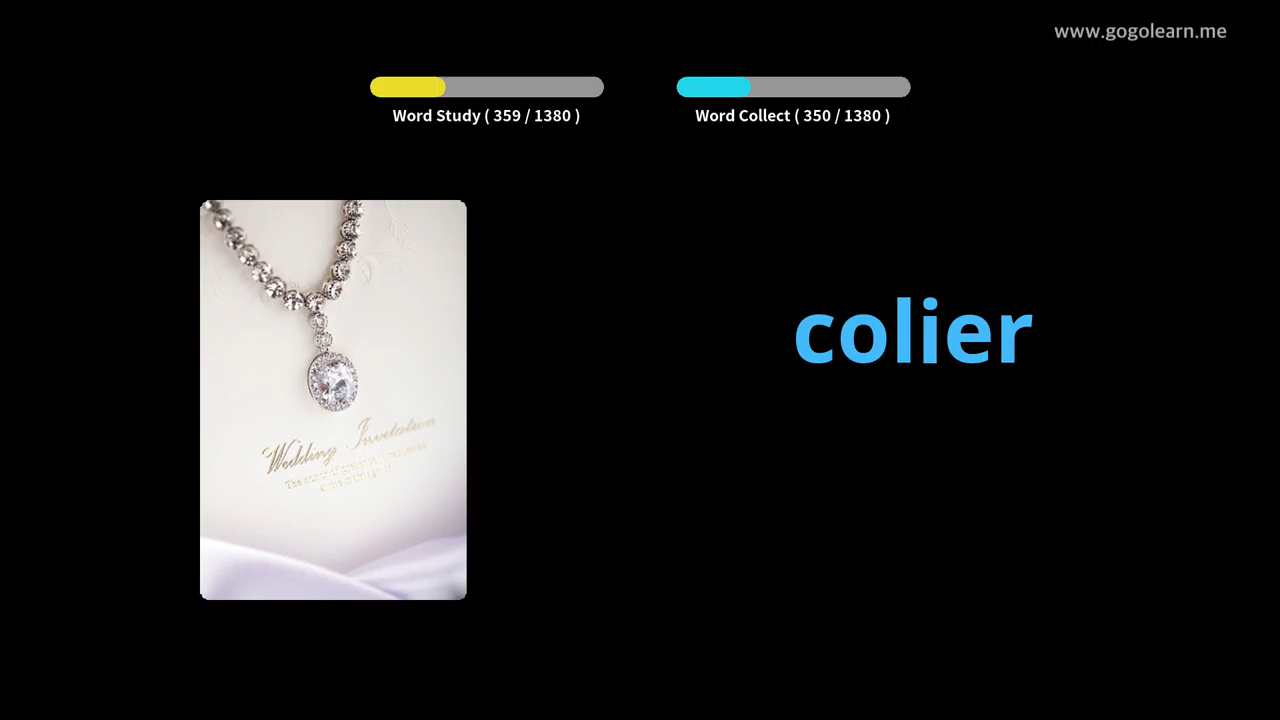 www.gogolearn.me
Word Study ( 359 / 1380 )
Word Collect ( 350 / 1380 )
colier
Wedding Invitation